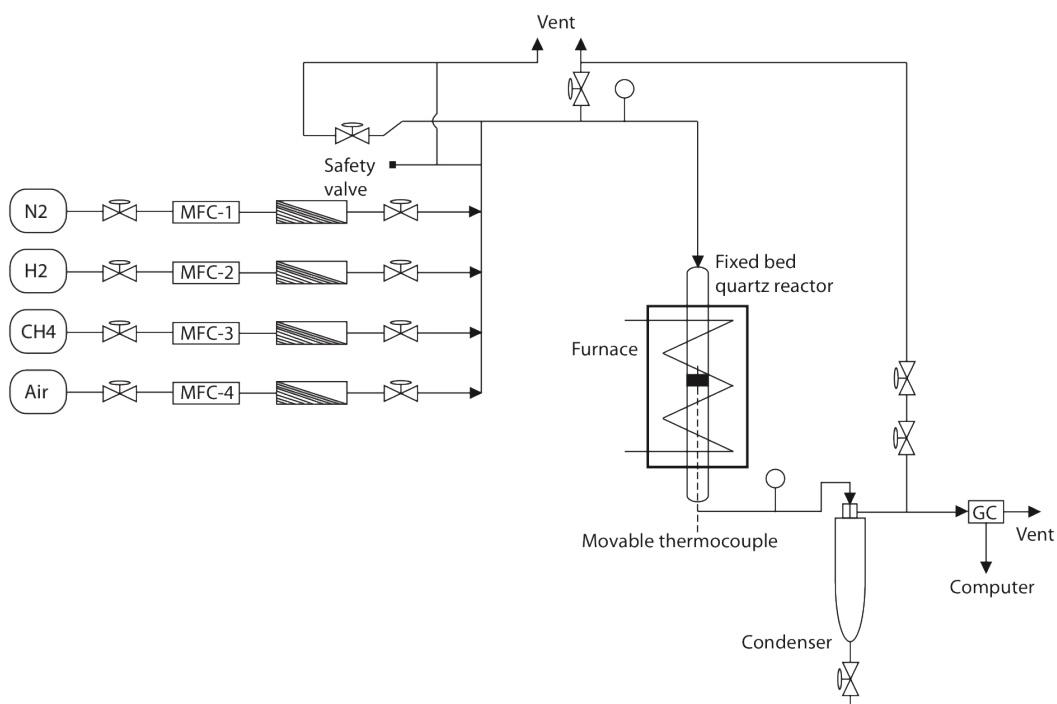 Vent
Safety
valve
N2
MFC-1
H2
MFC-2
CH4
MFC-3
Air
MFC-4
Fixed bed
quartz reactor
Furnace
Movable thermocouple
GC
Vent
Computer
Condenser